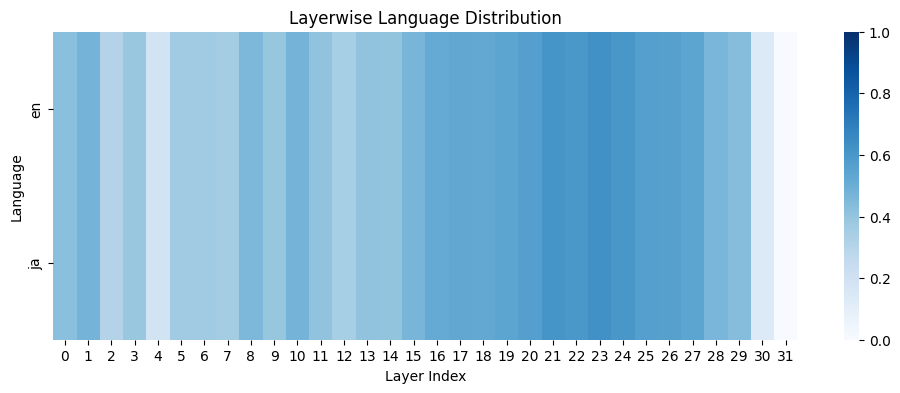 Layerwise Language Distribution
Language
en
ja
0 1 2 3 4 5 6 7 8 9 10 11 12 13 14 15 16 17 18 19 20 21 22 23 24 25 26 27 28 29 30 31
Layer Index
1.0
0.8
0.6
0.4
0.2
0.0